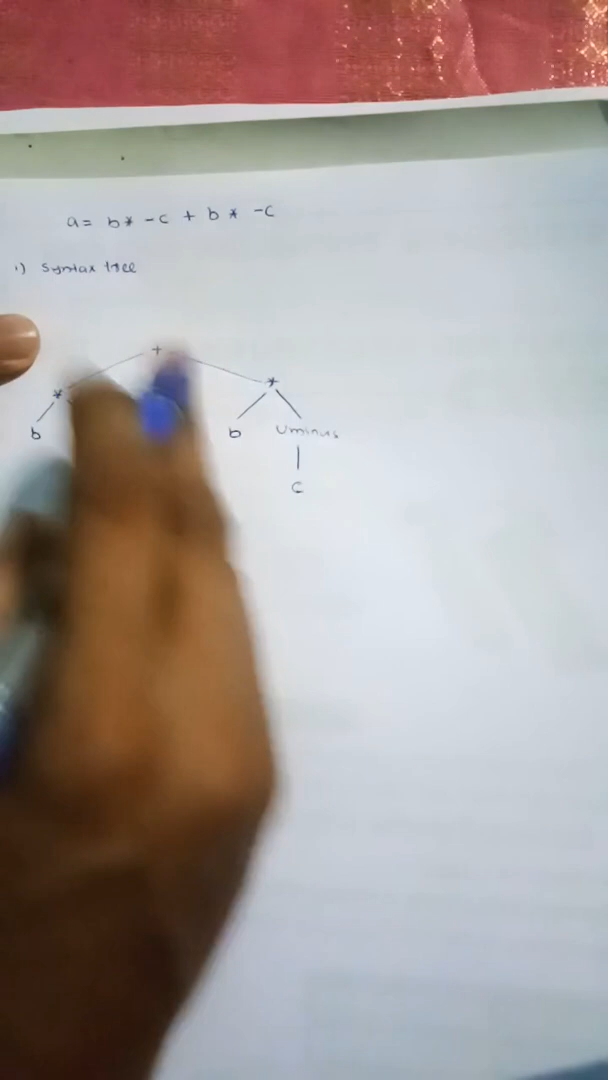 a = b * -c + b * -c
1) Syntax tree
+
* *
b b Uminus
c